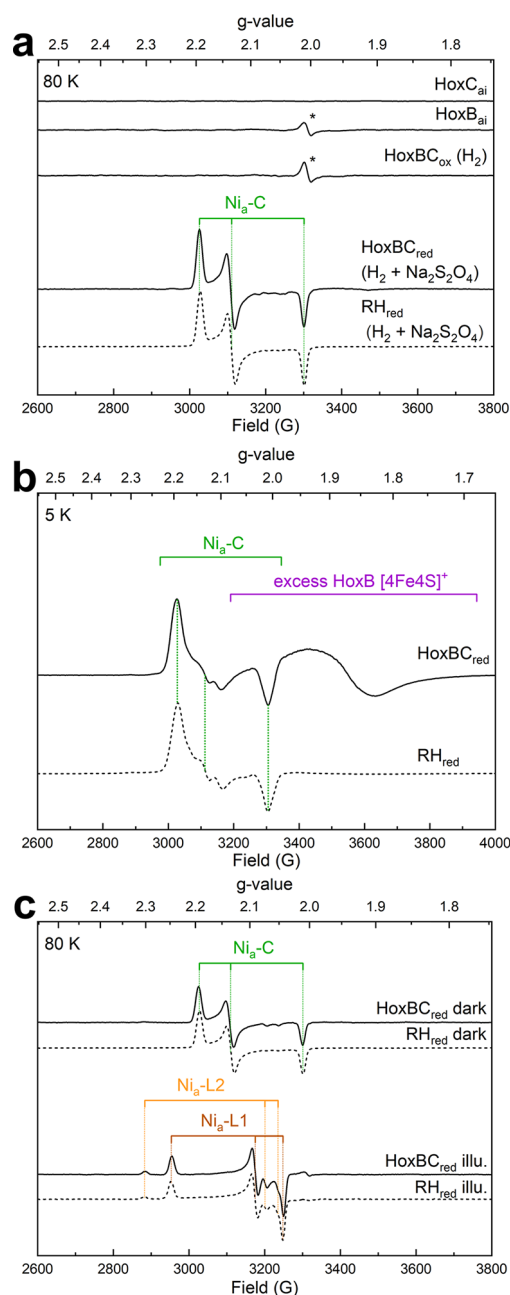 a
g-value
2.5 2.4 2.3 2.2 2.1 2.0 1.9 1.8
80 K
HoxCai
HoxBai
*
HoxBCox (H2)
*
Nia-C
HoxBCred
(H2 + Na2S2O4)
RHred
(H2 + Na2S2O4)
2600 2800 3000 3200 3400 3600 3800
Field (G)
b
g-value
2.5 2.4 2.3 2.2 2.1 2.0 1.9 1.8 1.7
5 K
Nia-C
excess HoxB [4Fe4S]+
HoxBCred
RHred
2600 2800 3000 3200 3400 3600 3800 4000
Field (G)
c
g-value
2.5 2.4 2.3 2.2 2.1 2.0 1.9 1.8
80 K
Nia-C
HoxBCred dark
RHred dark
Nia-L2
Nia-L1
HoxBCred illu.
RHred illu.
2600 2800 3000 3200 3400 3600 3800
Field (G)